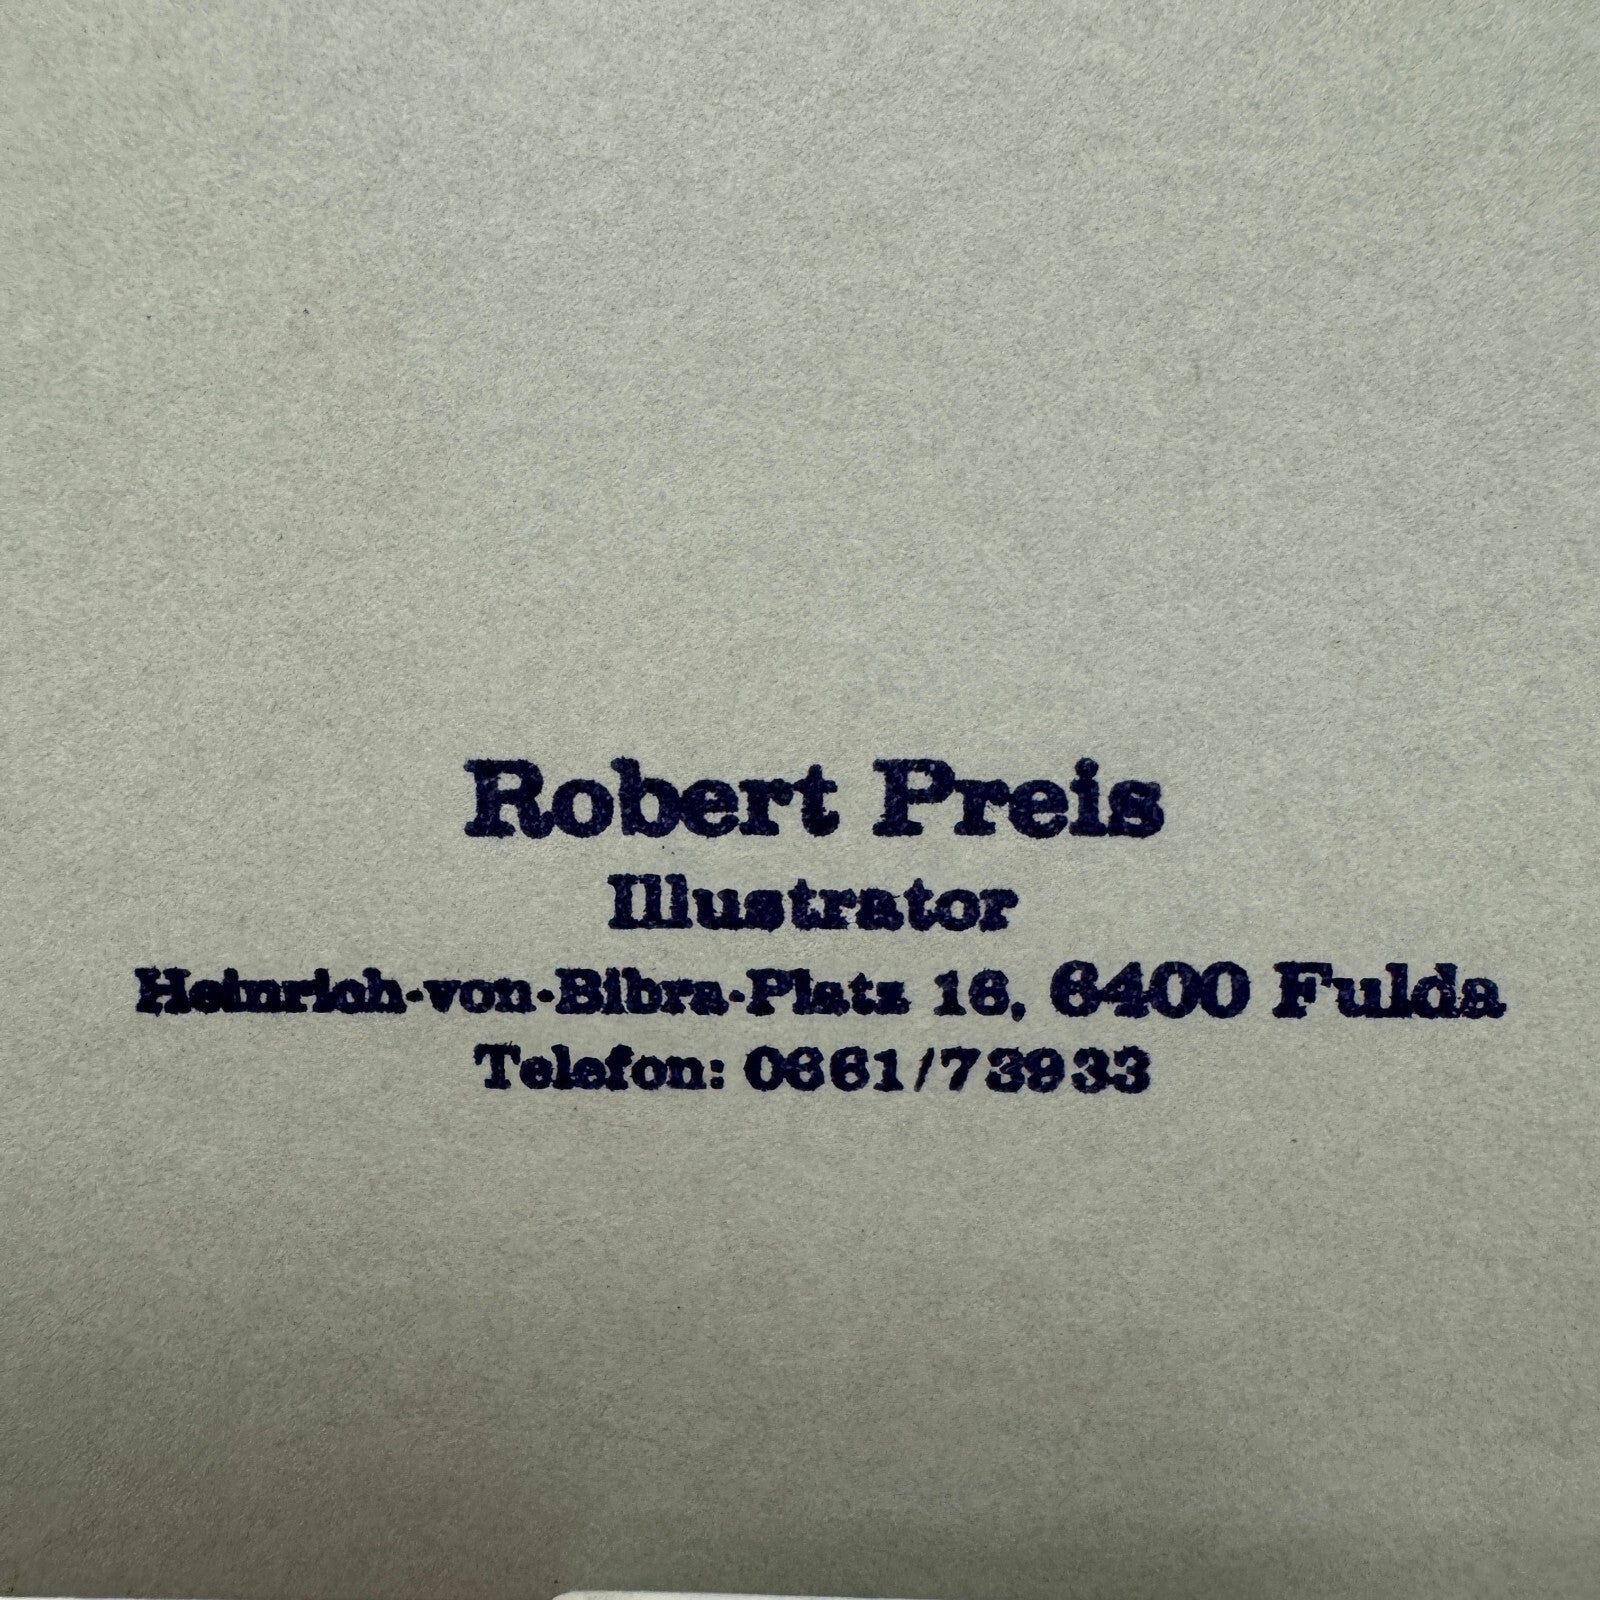 Robert Preis
Illustrator
Heinrich-von-Bibra-Platz 16, 6400 Fulda
Telefon: 0661/73933